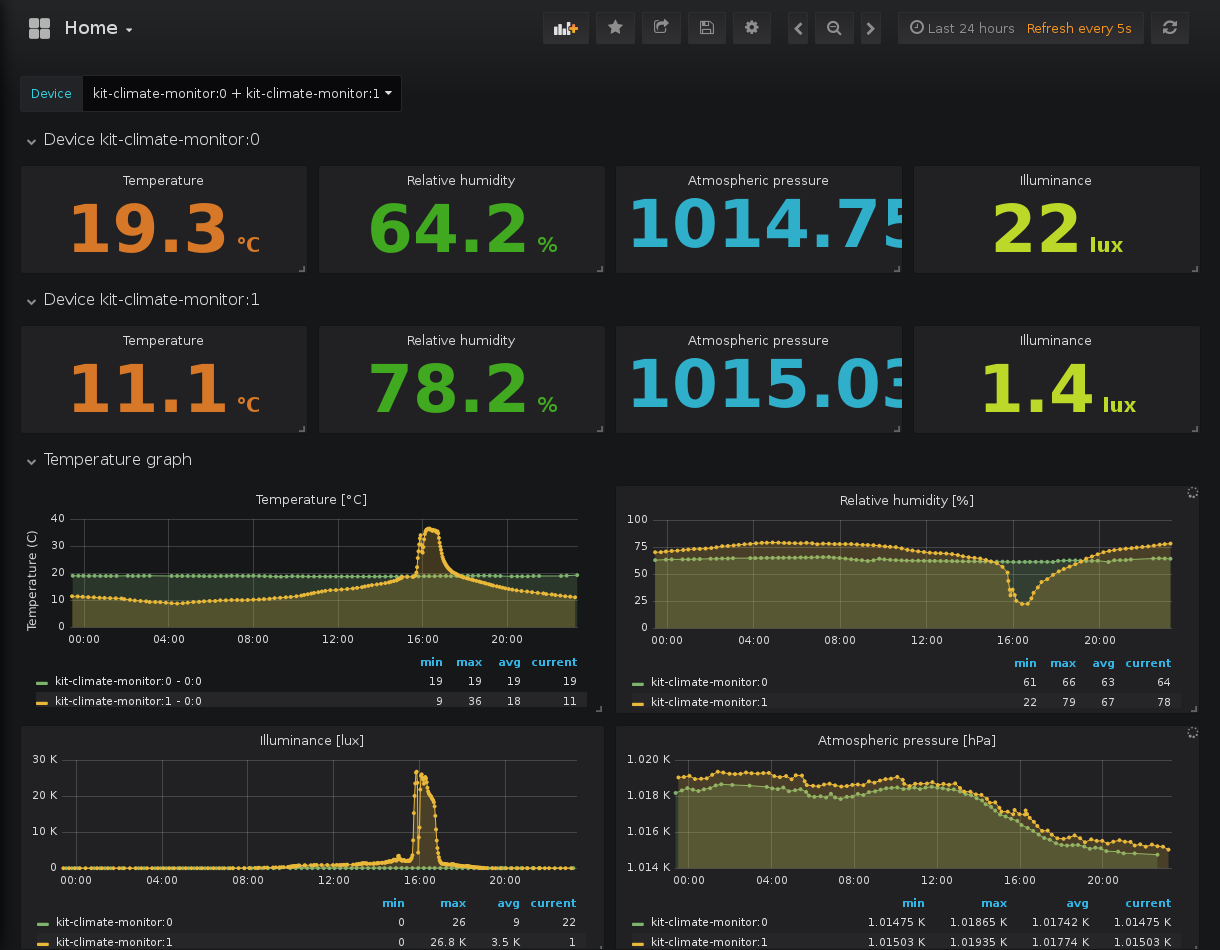 Home
Last 24 hours Refresh every 5s
Device kit-climate-monitor:0 + kit-climate-monitor:1
Device kit-climate-monitor:0
Temperature Relative humidity Atmospheric pressure Illuminance
19.3 °C 64.2 % 1014.75 22 lux
Device kit-climate-monitor:1
Temperature Relative humidity Atmospheric pressure Illuminance
11.1 °C 78.2 % 1015.03 1.4 lux
Temperature graph
Temperature [°C]
Temperature (C)
40
30
20
10
0
00:00 04:00 08:00 12:00 16:00 20:00
min max avg current
kit-climate-monitor:0 - 0:0 19 19 19 19
kit-climate-monitor:1 - 0:0 9 36 18 11
Relative humidity [%]
100
75
50
25
0
00:00 04:00 08:00 12:00 16:00 20:00
min max avg current
kit-climate-monitor:0 61 66 63 64
kit-climate-monitor:1 22 79 67 78
Illuminance [lux]
30 K
20 K
10 K
0
00:00 04:00 08:00 12:00 16:00 20:00
min max avg current
kit-climate-monitor:0 0 26 9 22
kit-climate-monitor:1 0 26.8 K 3.5 K 1
Atmospheric pressure [hPa]
1.020 K
1.018 K
1.016 K
1.014 K
00:00 04:00 08:00 12:00 16:00 20:00
min max avg current
kit-climate-monitor:0 1.01475 K 1.01865 K 1.01742 K 1.01475 K
kit-climate-monitor:1 1.01503 K 1.01935 K 1.01774 K 1.01503 K